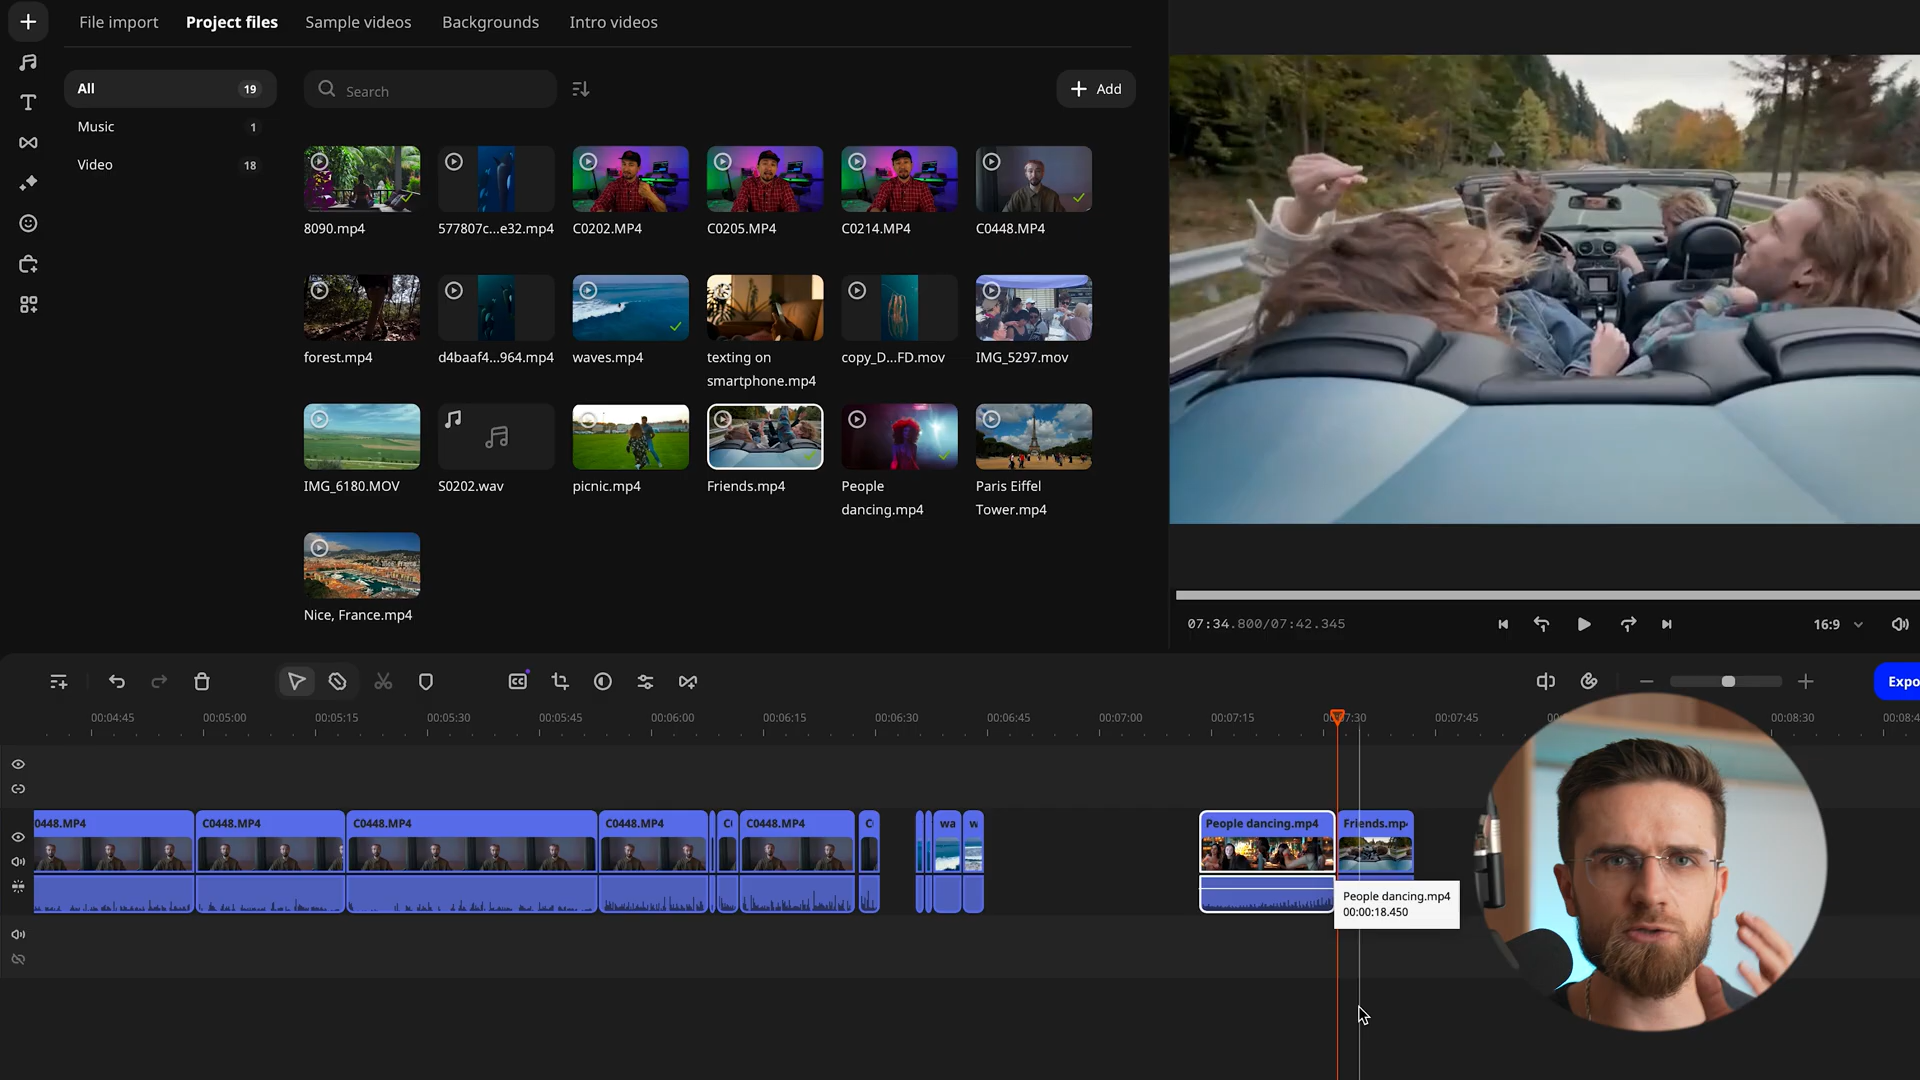 File import
Project files
Sample videos
Backgrounds
Intro videos
All
19
Music
1
Video
18
Search
Add
8090.mp4
577807c...e32.mp4
C0202.MP4
C0205.MP4
C0214.MP4
C0448.MP4
forest.mp4
d4baaf4...964.mp4
waves.mp4
texting on
smartphone.mp4
copy_D...FD.mov
IMG_5297.mov
IMG_6180.MOV
S0202.wav
picnic.mp4
Friends.mp4
People
dancing.mp4
Paris Eiffel
Tower.mp4
Nice, France.mp4
07:34.800/07:42.345
16:9
CC
Expo
00:04:45
00:05:00
00:05:15
00:05:30
00:05:45
00:06:00
00:06:15
00:06:30
00:06:45
00:07:00
00:07:15
00:07:30
00:07:45
00:08:30
00:08:4
0448.MP4
C0448.MP4
C0448.MP4
C0448.MP4
C
C0448.MP4
C
wa
w
People dancing.mp4
Friends.mp
People dancing.mp4
00:00:18.450